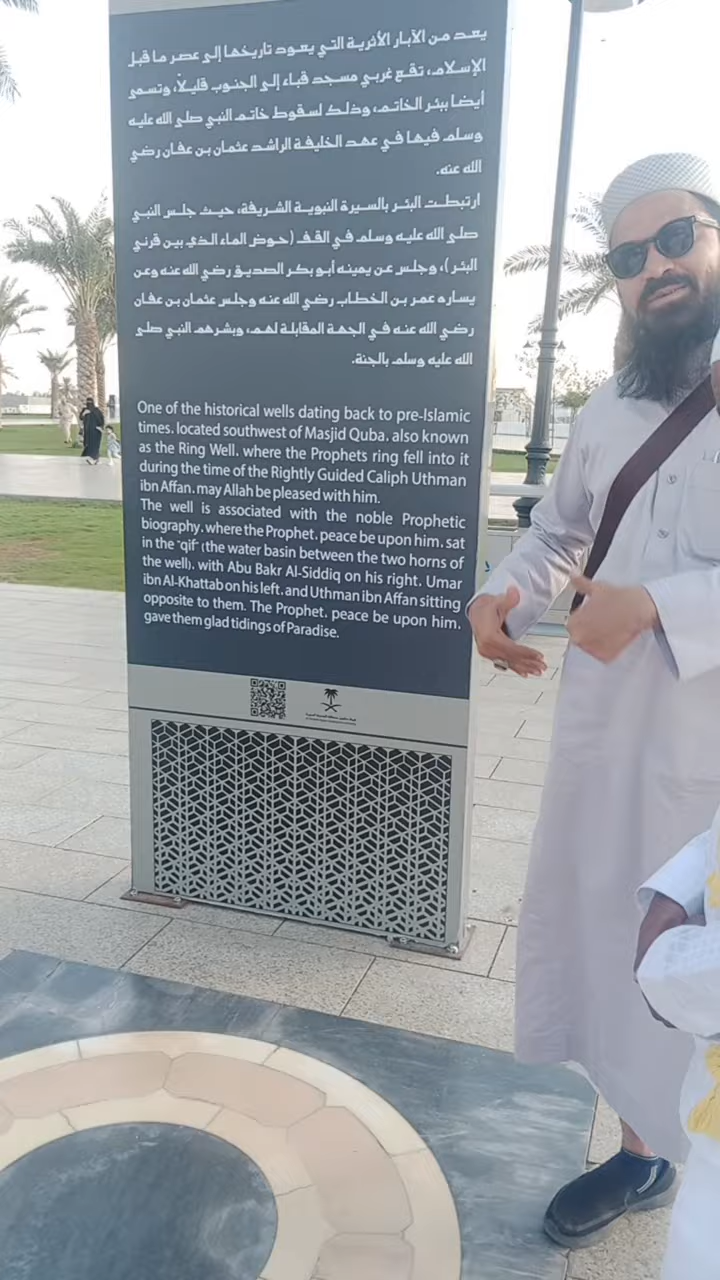 يعد من الآبار الأثرية التي يعود تاريخها إلى عصر ما قبل
الإسلام، تقع غربي مسجد قباء إلى الجنوب قليلاً، وتسمى
أيضا ببئر الخاتم، وذلك لسقوط خاتم النبي صلى الله عليه
وسلم فيها في عهد الخليفة الراشد عثمان بن عفان رضي
الله عنه.
ارتبطت البئر بالسيرة النبوية الشريفة، حيث جلس النبي
صلى الله عليه وسلم في القف (حوض الماء الذي بين قرني
البئر)، وجلس عن يمينه أبو بكر الصديق رضي الله عنه وعن
يساره عمر بن الخطاب رضي الله عنه وجلس عثمان بن عفان
رضي الله عنه في الجهة المقابلة لهم، وبشرهم النبي صلى
الله عليه وسلم بالجنة.
One of the historical wells dating back to pre-Islamic
times, located southwest of Masjid Quba, also known
as the Ring Well, where the Prophets ring fell into it
during the time of the Rightly Guided Caliph Uthman
ibn Affan, may Allah be pleased with him.
The well is associated with the noble Prophetic
biography, where the Prophet, peace be upon him, sat
in the "qif" (the water basin between the two horns of
the well), with Abu Bakr Al-Siddiq on his right, Umar
ibn Al-Khattab on his left, and Uthman ibn Affan sitting
opposite to them. The Prophet, peace be upon him,
gave them glad tidings of Paradise.